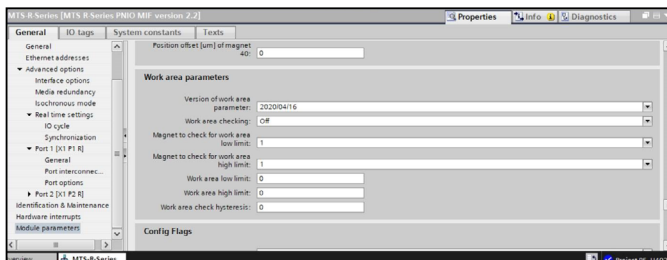 MTS-R-Series [MTS R-Series PNIO MIF version 2.2]
Properties Info Diagnostics
General IO tags System constants Texts
General
Ethernet addresses
Advanced options
Interface options
Media redundancy
Isochronous mode
Real time settings
IO cycle
Synchronization
Port 1 [X1 P1 R]
General
Port interconnec...
Port options
Port 2 [X1 P2 R]
Identification & Maintenance
Hardware interrupts
Module parameters
Position offset [um] of magnet
40: 0
Work area parameters
Version of work area
parameter: 2020/04/16
Work area checking: Off
Magnet to check for work area
low limit: 1
Magnet to check for work area
high limit: 1
Work area low limit: 0
Work area high limit: 0
Work area check hysteresis: 0
Config Flags
MTS-R-Series